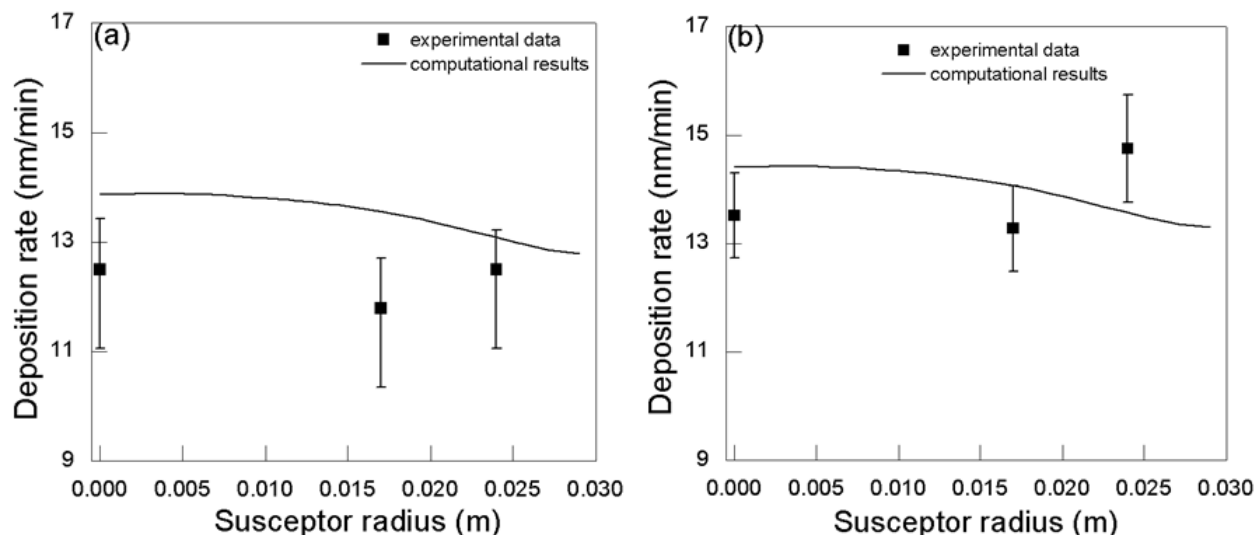 (a)
experimental data
computational results
Deposition rate (nm/min)
17
15
13
11
9
0.000 0.005 0.010 0.015 0.020 0.025 0.030
Susceptor radius (m)
(b)
experimental data
computational results
Deposition rate (nm/min)
17
15
13
11
9
0.000 0.005 0.010 0.015 0.020 0.025 0.030
Susceptor radius (m)